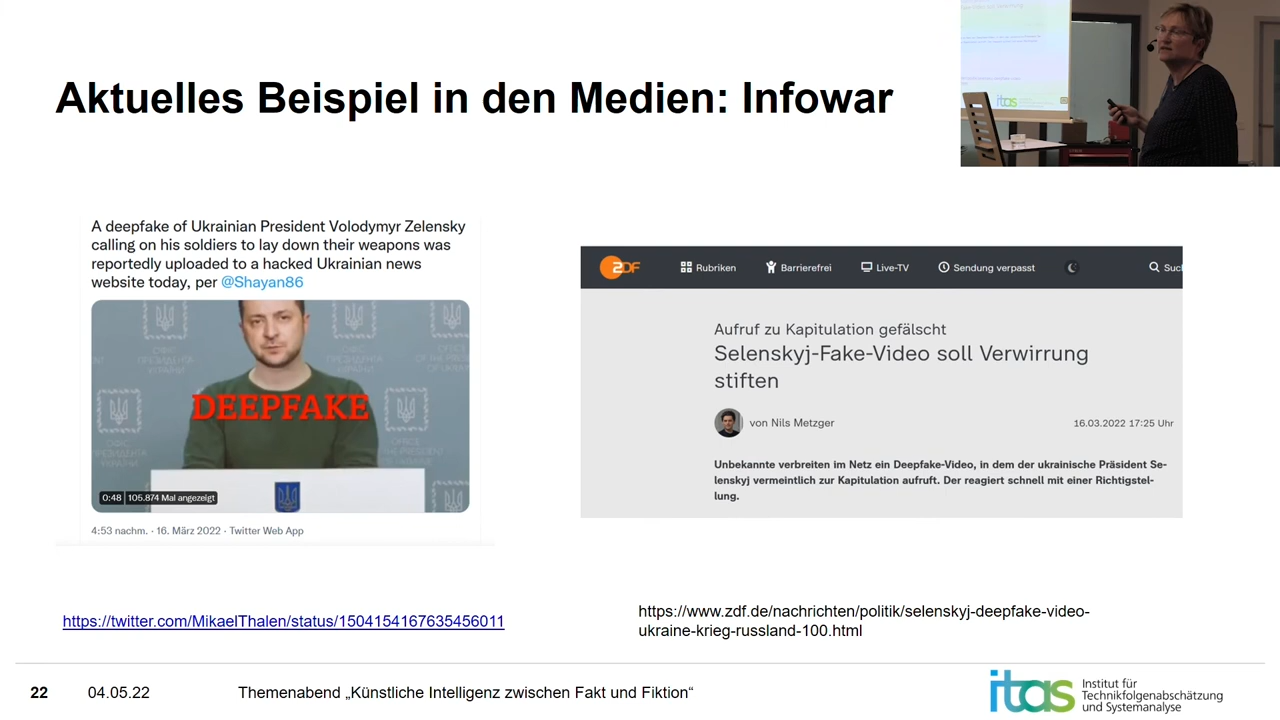 Aktuelles Beispiel in den Medien: Infowar
itas
A deepfake of Ukrainian President Volodymyr Zelensky
calling on his soldiers to lay down their weapons was
reportedly uploaded to a hacked Ukrainian news
website today, per @Shayan86
DEEPFAKE
0:48 105.874 Mal angezeigt
4:53 nachm. · 16. März 2022 · Twitter Web App
https://twitter.com/MikaelThalen/status/1504154167635456011
ZDF Rubriken Barrierefrei Live-TV Sendung verpasst Such
Aufruf zu Kapitulation gefälscht
Selenskyj-Fake-Video soll Verwirrung
stiften
von Nils Metzger 16.03.2022 17:25 Uhr
Unbekannte verbreiten im Netz ein Deepfake-Video, in dem der ukrainische Präsident Se-
lenskyj vermeintlich zur Kapitulation aufruft. Der reagiert schnell mit einer Richtigstel-
lung.
https://www.zdf.de/nachrichten/politik/selenskyj-deepfake-video-
ukraine-krieg-russland-100.html
22 04.05.22 Themenabend „Künstliche Intelligenz zwischen Fakt und Fiktion“
itas Institut für
Technikfolgenabschätzung
und Systemanalyse